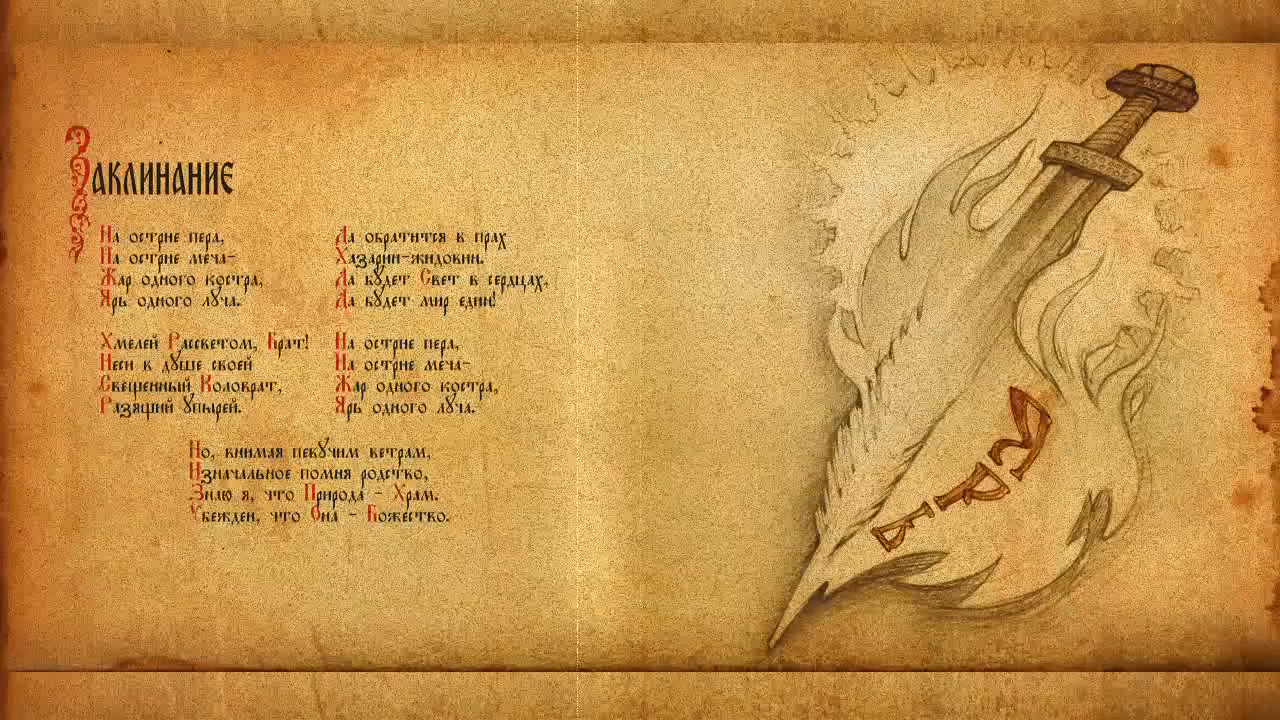 Заклинание
На острие пера,
На острие меча-
Жар одного костра,
Ярь одного луча.
Хмелей Рассветом, Брат!
Неси в душе своей
Священный Коловрат,
Разящий упырей.
Да обратится в прах
Хазарин-жидовин.
Да будет Свет в сердцах,
Да будет мир един!
На острие пера,
На острие меча-
Жар одного костра,
Ярь одного луча.
Но, внимая певучим ветрам,
Изначальное помня родство,
Знаю я, что Природа - Храм.
Убежден, что Она - Божество.
ЯRЬ